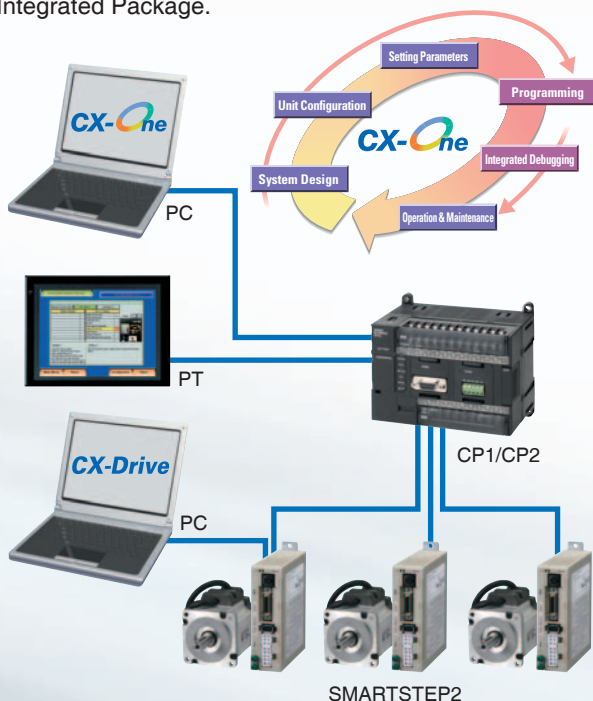 Integrated Package.
CX-One
PC
Setting Parameters
Unit Configuration
Programming
CX-One
Integrated Debugging
System Design
Operation & Maintenance
PT
CP1/CP2
CX-Drive
PC
SMARTSTEP2